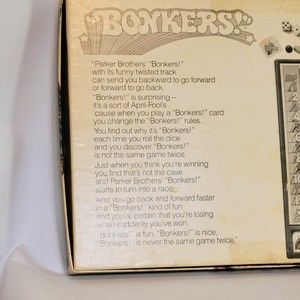 "BONKERS!"
"Parker Brothers' "Bonkers!"
with its funny twisted track
can send you backward to go forward
or forward to go back.
"Bonkers!" is surprising—
it's a sort of April-Fool's
'cause when you play a "Bonkers!" card
you change the "Bonkers!" rules.
You find out why it's "Bonkers!"
each time you roll the dice
and you discover "Bonkers!"
is not the same game twice.
Just when you think you're winning
you find that's not the case
and Parker Brothers' "Bonkers!"
starts to turn into a race.
And you go back and forward faster
in a "Bonkers!" kind of fun
and you're certain that you're losing
when suddenly you've won.
"Bonkers!" is fun, "Bonkers!" is nice,
"Bonkers!" is never the same game twice."